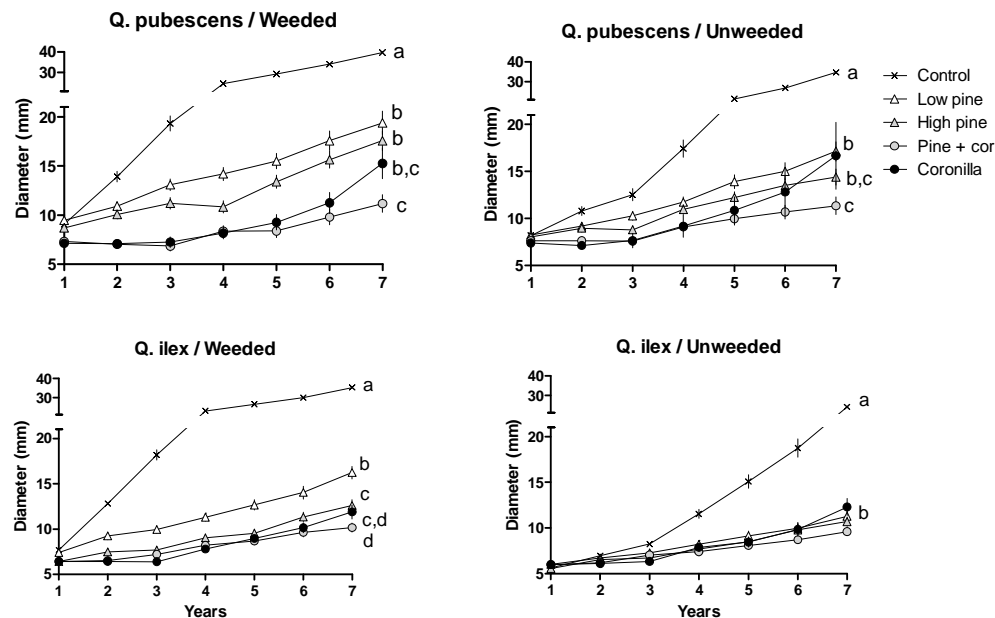 Q. pubescens / Weeded
40
30
20
15
10
5
Diameter (mm)
a
b
b
b,c
c
1 2 3 4 5 6 7
Q. pubescens / Unweeded
40
30
20
15
10
5
Diameter (mm)
a
b
b,c
c
1 2 3 4 5 6 7
Control
Low pine
High pine
Pine + cor
Coronilla
Q. ilex / Weeded
40
30
20
15
10
5
Diameter (mm)
a
b
c
c,d
d
1 2 3 4 5 6 7
Years
Q. ilex / Unweeded
40
30
20
15
10
5
Diameter (mm)
a
b
1 2 3 4 5 6 7
Years